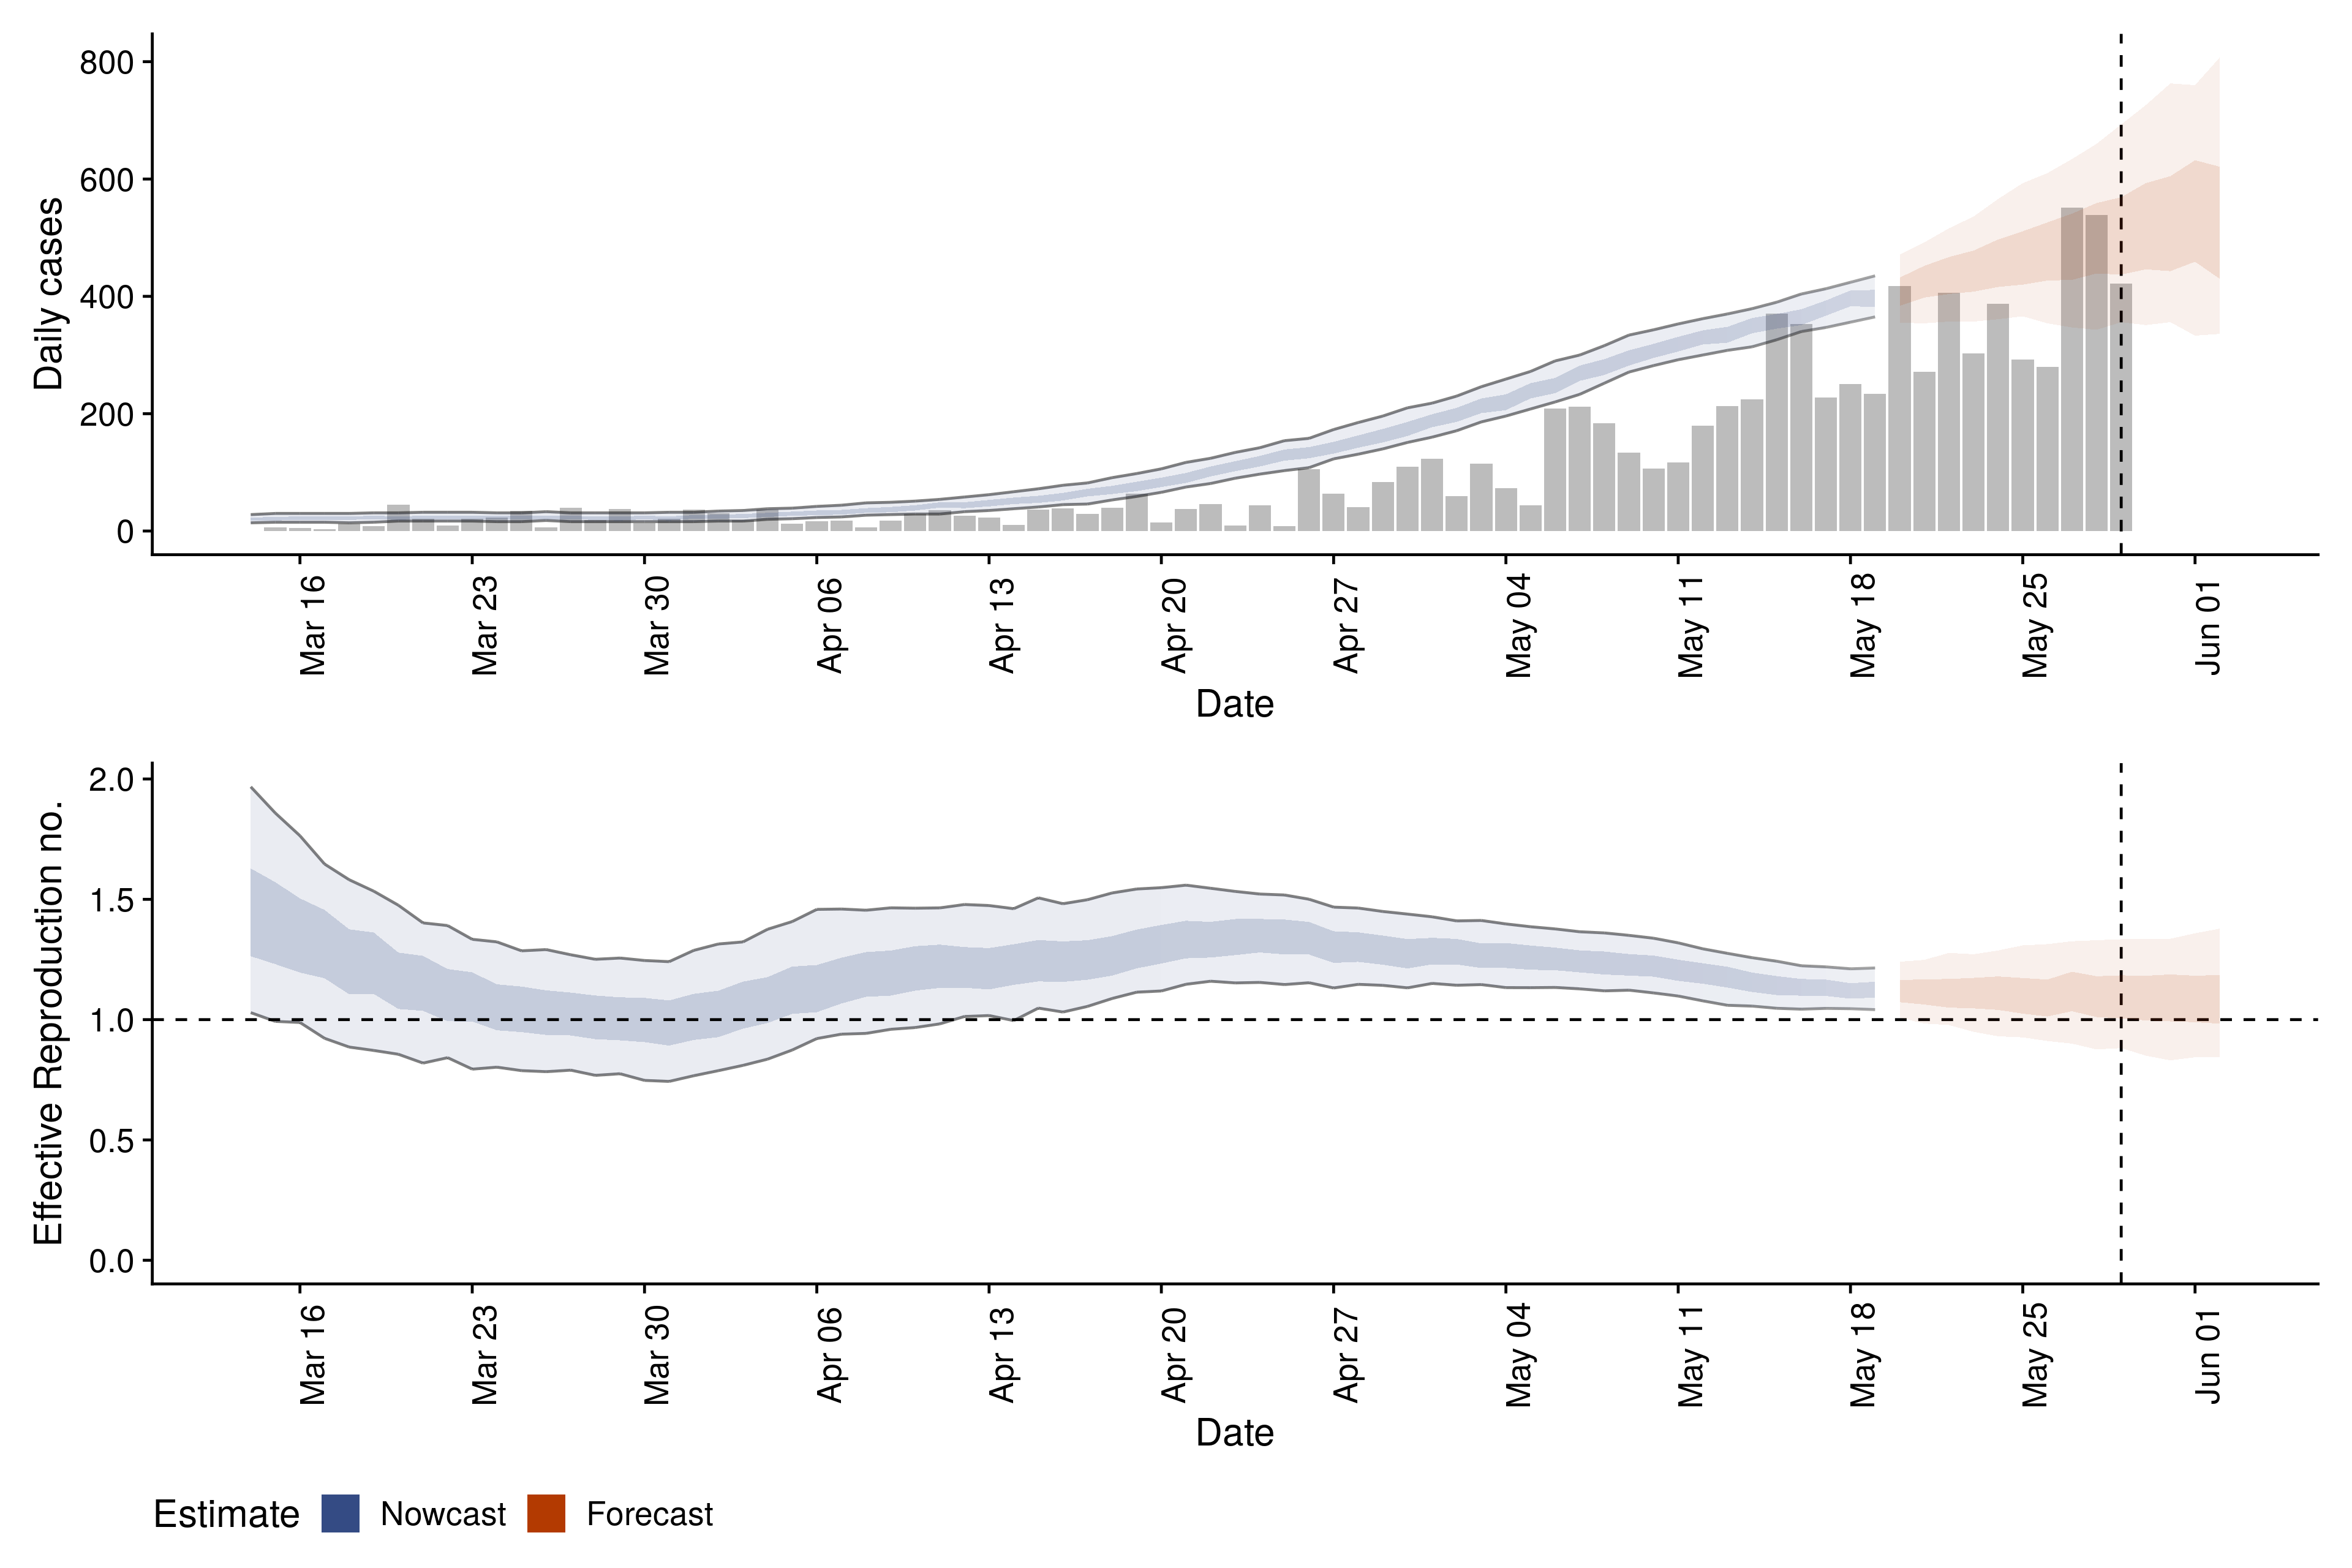 Daily cases
800
600
400
200
0
Mar 16
Mar 23
Mar 30
Apr 06
Apr 13
Apr 20
Apr 27
May 04
May 11
May 18
May 25
Jun 01
Date
Effective Reproduction no.
2.0
1.5
1.0
0.5
0.0
Mar 16
Mar 23
Mar 30
Apr 06
Apr 13
Apr 20
Apr 27
May 04
May 11
May 18
May 25
Jun 01
Date
Estimate Nowcast Forecast